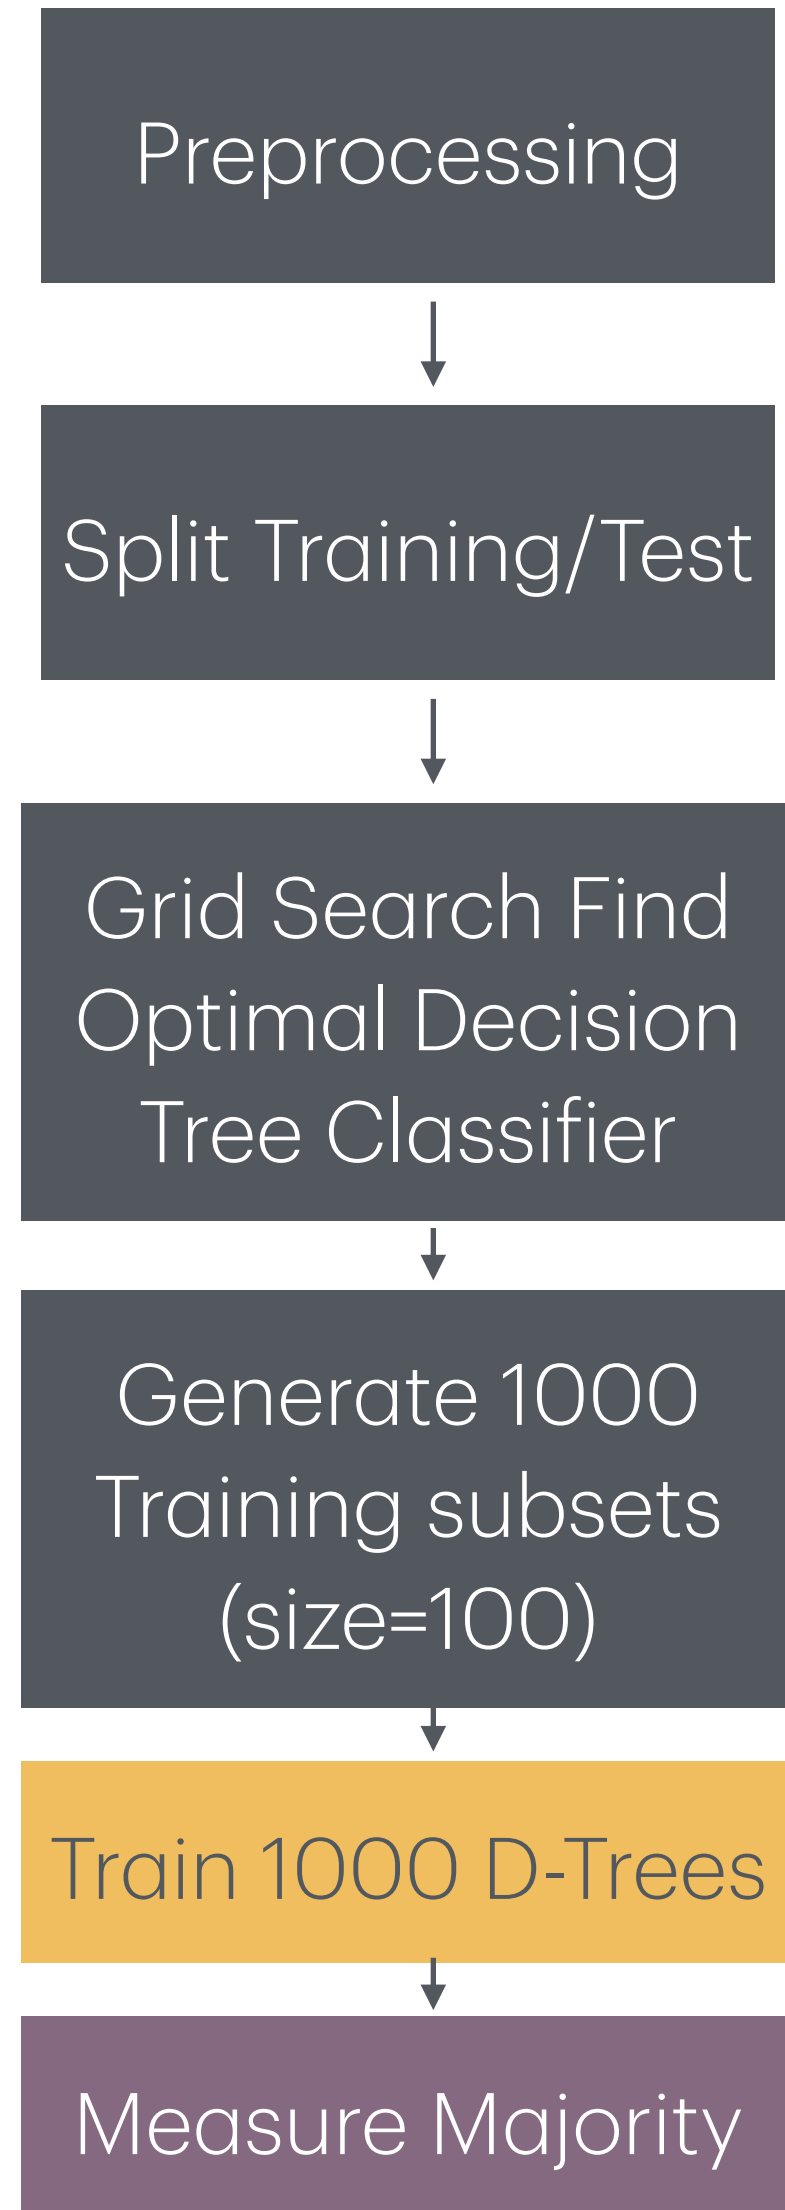 Preprocessing
Split Training/Test
Grid Search Find
Optimal Decision
Tree Classifier
Generate 1000
Training subsets
(size=100)
Train 1000 D-Trees
Measure Majority